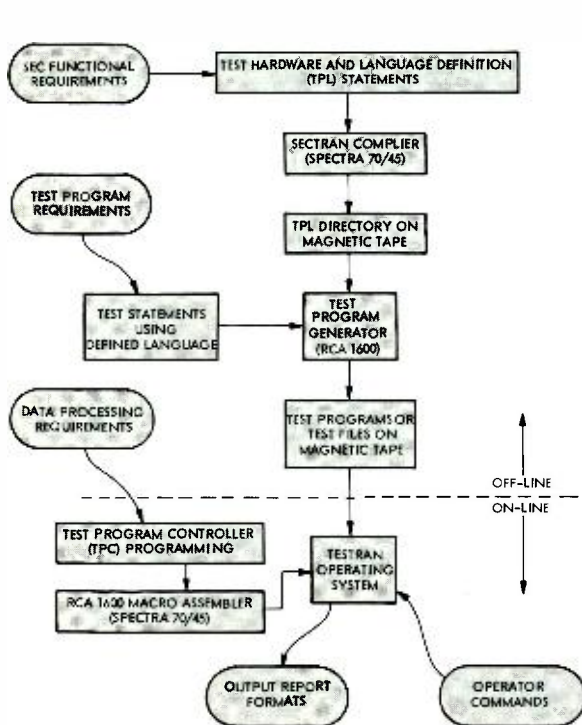 SEC FUNCTIONAL
REQUIREMENTS
TEST HARDWARE AND LANGUAGE DEFINITION
(TPL) STATEMENTS
SECTRAN COMPLIER
(SPECTRA 70/45)
TEST PROGRAM
REQUIREMENTS
TPL DIRECTORY ON
MAGNETIC TAPE
TEST STATEMENTS
USING
DEFINED LANGUAGE
TEST
PROGRAM
GENERATOR
(RCA 1600)
DATA PROCESSING
REQUIREMENTS
TEST PROGRAMS OR
TEST FILES ON
MAGNETIC TAPE
OFF-LINE
ON-LINE
TEST PROGRAM CONTROLLER
(TPC) PROGRAMMING
TESTRAN
OPERATING
SYSTEM
RCA 1600 MACRO ASSEMBLER
(SPECTRA 70/45)
OUTPUT REPORT
FORMATS
OPERATOR
COMMANDS